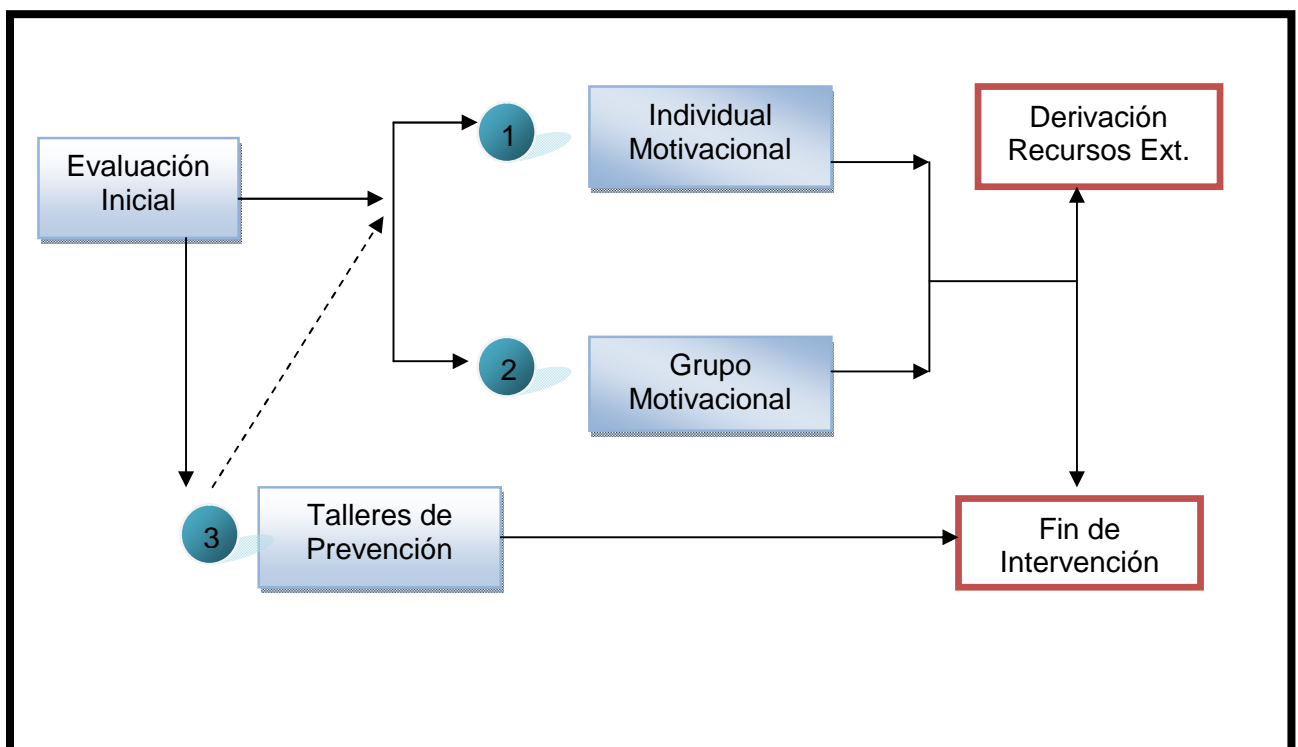 Evaluación
Inicial
1
Individual
Motivacional
Derivación
Recursos Ext.
2
Grupo
Motivacional
3
Talleres de
Prevención
Fin de
Intervención